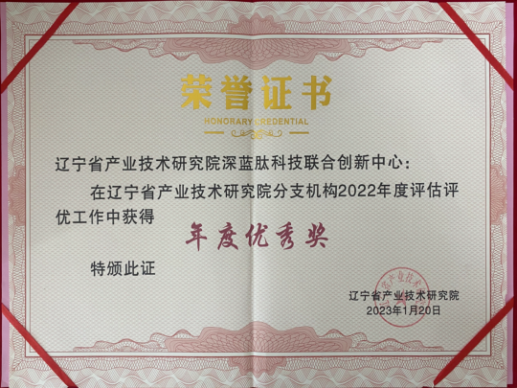 荣誉证书
HONORARY CREDENTIAL
辽宁省产业技术研究院深蓝肽科技联合创新中心：
在辽宁省产业技术研究院分支机构2022年度评估评
优工作中获得
年度优秀奖
特颁此证
辽宁省产业技术研究院
2023年1月20日